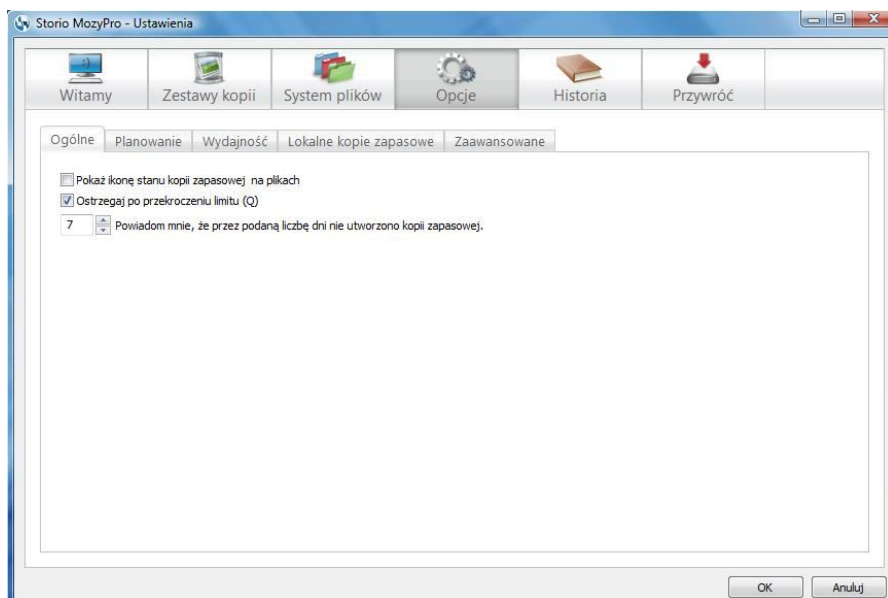 Storio MozyPro - Ustawienia
Witamy Zestawy kopii System plików Opcje Historia Przywróć
Ogólne Planowanie Wydajność Lokalne kopie zapasowe Zaawansowane
Pokaż ikonę stanu kopii zapasowej na plikach
Ostrzegaj po przekroczeniu limitu (Q)
7 Powiadom mnie, że przez podaną liczbę dni nie utworzono kopii zapasowej.
OK Anuluj